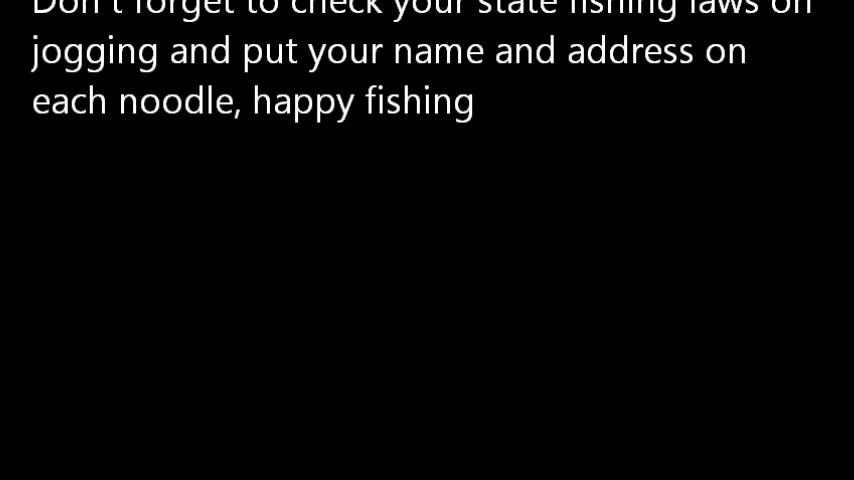 Don't forget to check your state fishing laws on
jogging and put your name and address on
each noodle, happy fishing